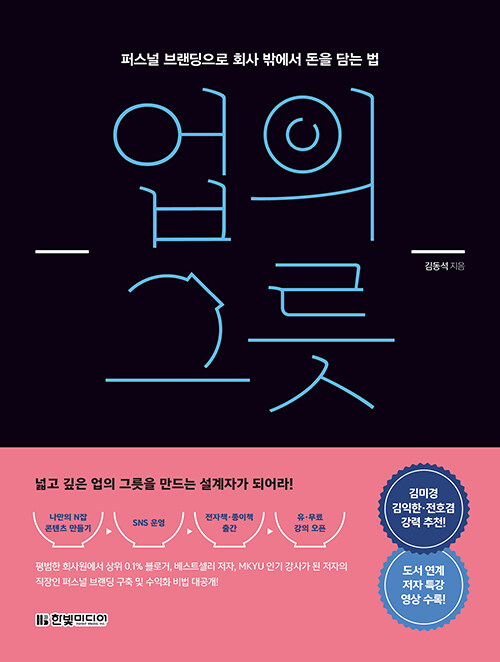 퍼스널 브랜딩으로 회사 밖에서 돈을 담는 법
업의
그릇
김동석 지음
넓고 깊은 업의 그릇을 만드는 설계자가 되어라!
나만의 N잡
콘텐츠 만들기
SNS 운영
전자책·종이책
출간
유·무료
강의 오픈
평범한 회사원에서 상위 0.1% 블로거, 베스트셀러 저자, MKYU 인기 강사가 된 저자의
직장인 퍼스널 브랜드 구축 및 수익화 비법 대공개!
김미경
김익한·전호겸
강력 추천!
도서 연계
저자 특강
영상 수록!
한빛미디어